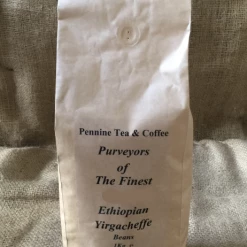 Pennine Tea & Coffee
Purveyors
of
The Finest
Ethiopian
Yirgacheffe
Beans